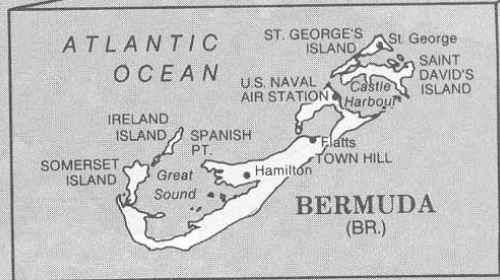 ATLANTIC
OCEAN
ST. GEORGE'S
ISLAND
St. George
SAINT
DAVID'S
ISLAND
U.S. NAVAL
AIR STATION
Castle
Harbour
IRELAND
ISLAND
SPANISH
PT.
Flatts
TOWN HILL
SOMERSET
ISLAND
Great
Sound
Hamilton
BERMUDA
(BR.)